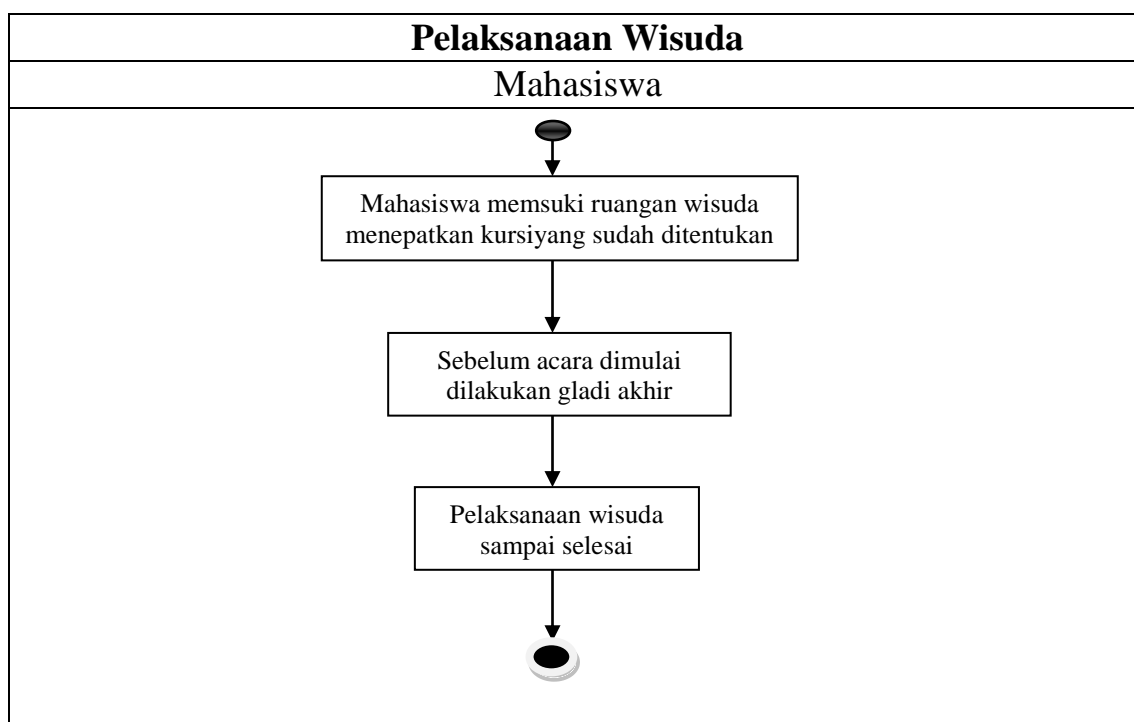 Pelaksanaan Wisuda
Mahasiswa
Mahasiswa memsuki ruangan wisuda
menepatkan kursiyang sudah ditentukan
Sebelum acara dimulai
dilakukan gladi akhir
Pelaksanaan wisuda
sampai selesai